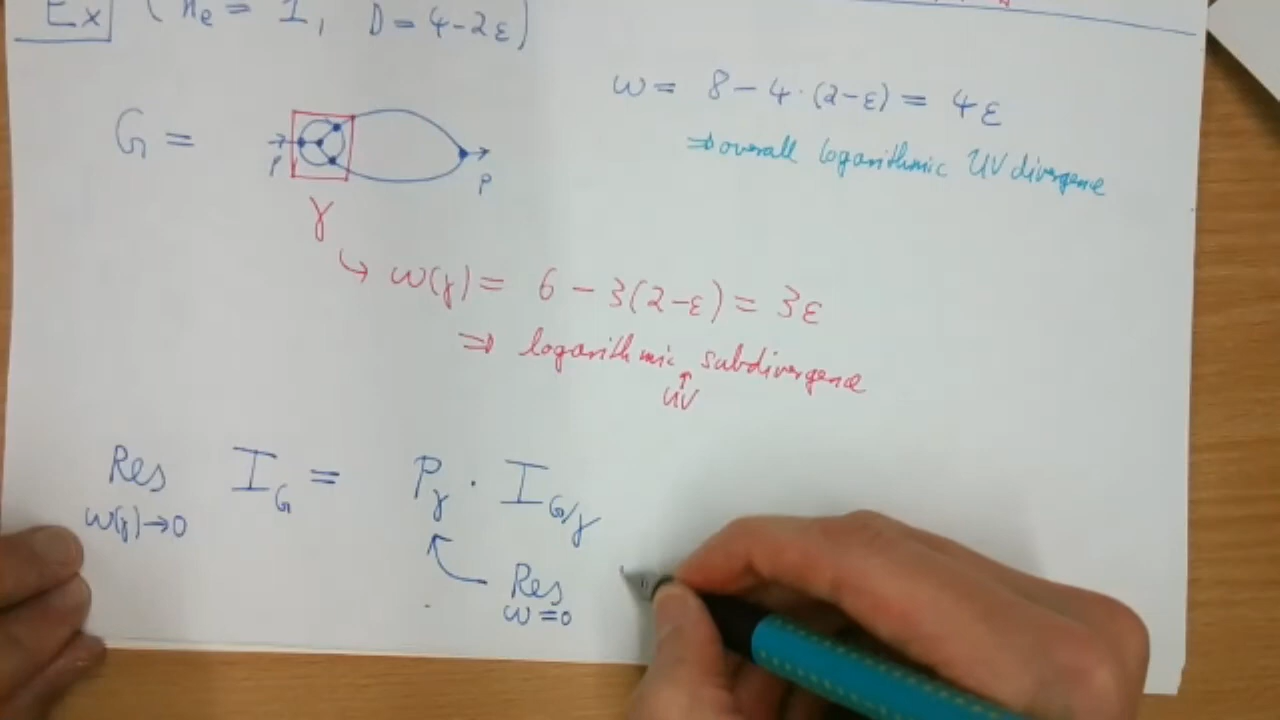 Ex (n_e = 1, D = 4-2ε)
ω = 8 - 4·(2-ε) = 4ε
⇒ overall logarithmic UV divergence
G =
p p
γ
↳ ω(γ) = 6 - 3(2-ε) = 3ε
⇒ logarithmic subdivergence
↑
UV
Res I_G = P_γ · I_{G/γ}
ω(γ)→0
Res
ω=0